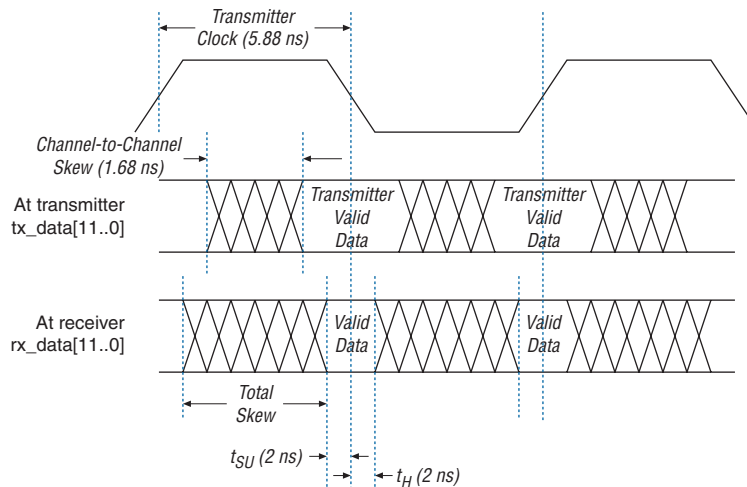 Transmitter
Clock (5.88 ns)
Channel-to-Channel
Skew (1.68 ns)
At transmitter
tx_data[11..0]
Transmitter
Valid
Data
Transmitter
Valid
Data
At receiver
rx_data[11..0]
Valid
Data
Valid
Data
Total
Skew
tSU (2 ns)
tH (2 ns)